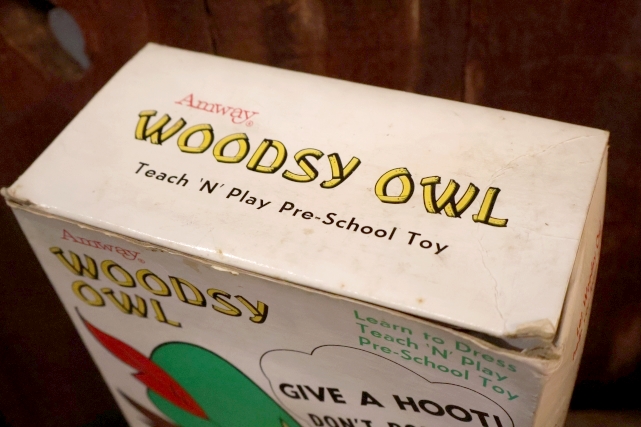 Amway®
WOODSY OWL
Teach 'N' Play Pre-School Toy
Amway®
WOODSY
OWL
Learn to Dress
Teach 'N' Play
Pre-School Toy
GIVE A HOOT!
DON'T